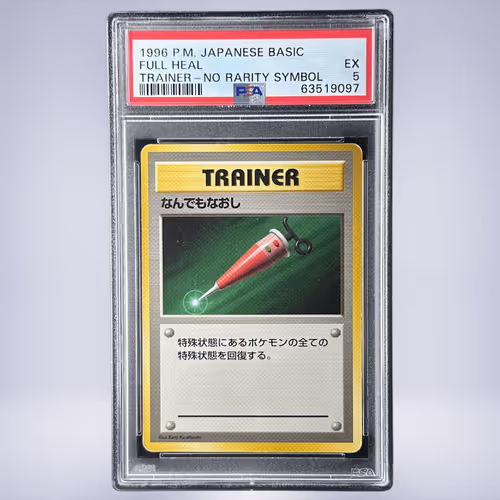 1996 P.M. JAPANESE BASIC
FULL HEAL EX
TRAINER-NO RARITY SYMBOL 5
PSA 63519097
TRAINER
なんでもなおし
特殊状態にあるポケモンの全ての
特殊状態を回復する。